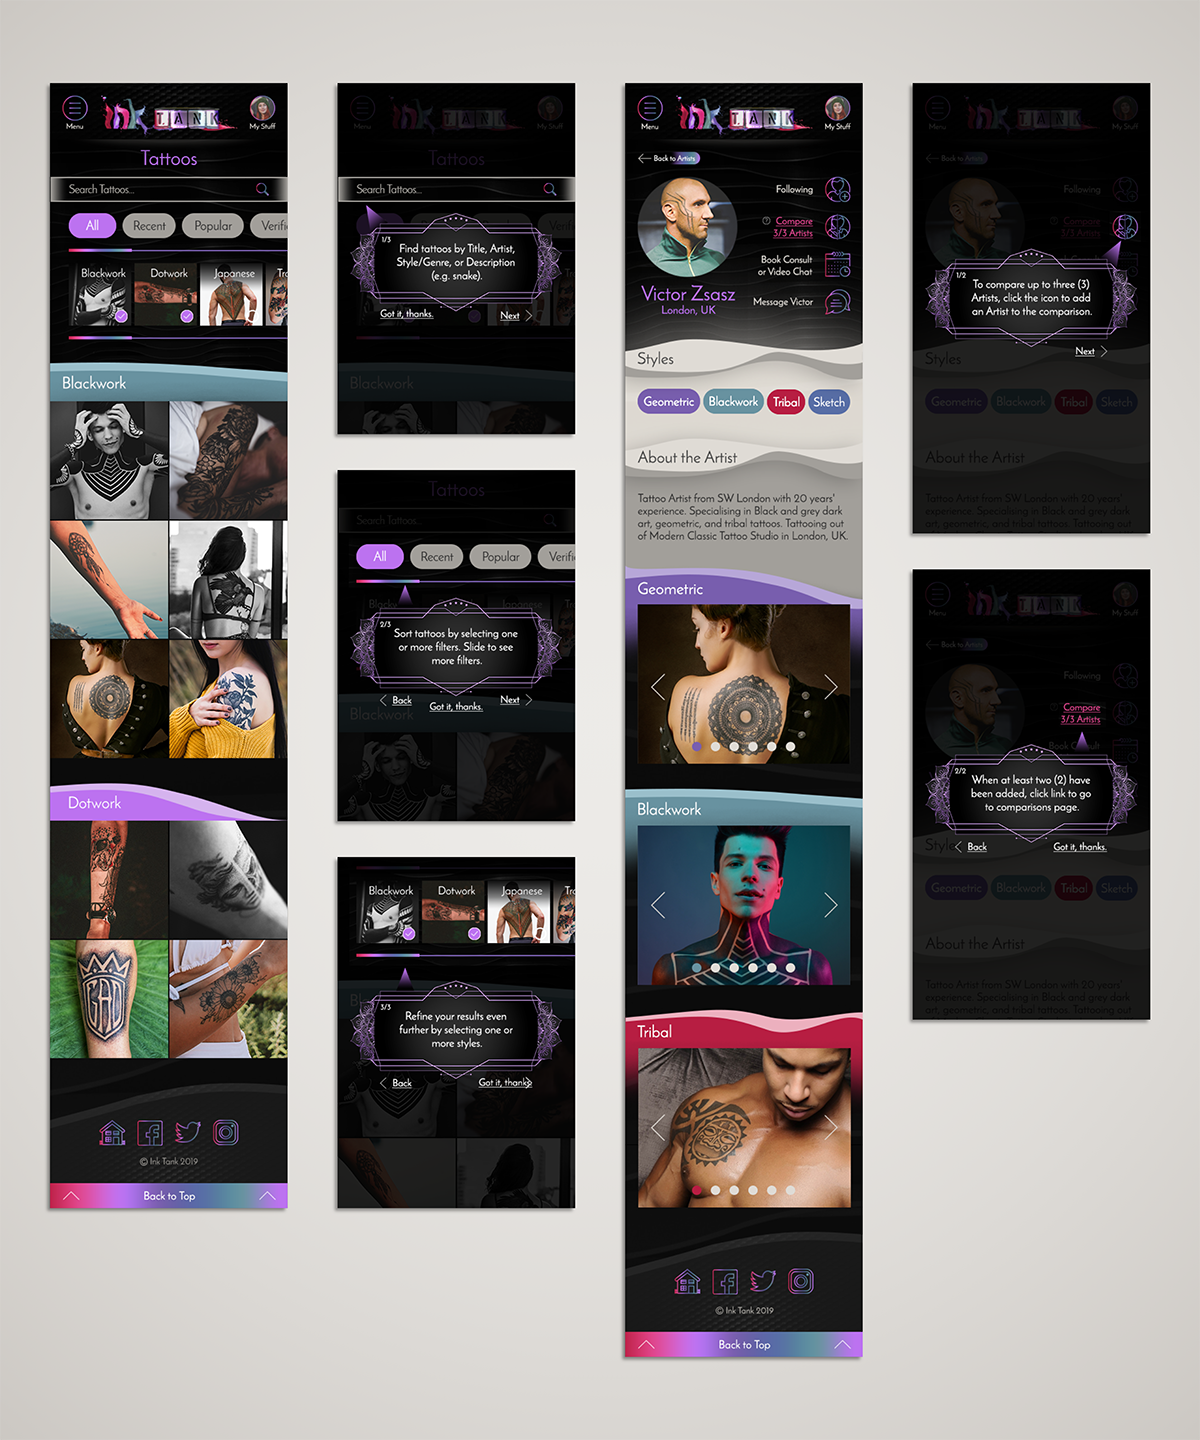 Menu
Ink TANK
My Stuff
Tattoos
Search Tattoos...
All Recent Popular Verifi
Blackwork Dotwork Japanese Tr
Blackwork
Dotwork
CAT
© Ink Tank 2019
Back to Top
Menu
Ink TANK
My Stuff
Tattoos
Search Tattoos...
1/3
Find tattoos by Title, Artist,
Style/Genre, or Description
(e.g. snake).
Got it, thanks. Next
Tattoos
Search Tattoos...
All Recent Popular Verifi
Blackw Japanese
2/3
Sort tattoos by selecting one
or more filters. Slide to see
more filters.
Back Got it, thanks. Next
Blackwork
Blackwork Dotwork Japanese Tr
Bl
3/3
Refine your results even
further by selecting one or
more styles.
Back Got it, thanks
Menu
Ink TANK
My Stuff
Back to Artists
Following
? Compare
3/3 Artists
Book Consult
or Video Chat
Message Victor
Victor Zsasz
London, UK
Styles
Geometric Blackwork Tribal Sketch
About the Artist
Tattoo Artist from SW London with 20 years'
experience. Specialising in Black and grey dark
art, geometric, and tribal tattoos. Tattooing out
of Modern Classic Tattoo Studio in London, UK.
Geometric
Blackwork
Tribal
© Ink Tank 2019
Back to Top
Menu
Ink TANK
My Stuff
Back to Artists
Following
Compare
3/3 Artists
1/2
To compare up to three (3)
Artists, click the icon to add
an Artist to the comparison.
Next
Styles
Geometric Blackwork Tribal Sketch
About the Artist
Tattoo Artist from SW London with 20 years'
experience. Specialising in Black and grey dark
art, geometric, and tribal tattoos. Tattooing out
Menu
Ink TANK
My Stuff
Back to Artists
Following
Compare
3/3 Artists
Book Consult
2/2
When at least two (2) have
been added, click link to go
to comparisons page.
Style
Back Got it, thanks.
Geometric Blackwork Tribal Sketch
About the Artist
Tattoo Artist from SW London with 20 years'
experience. Specialising in Black and grey dark
art, geometric, and tribal tattoos. Tattooing out